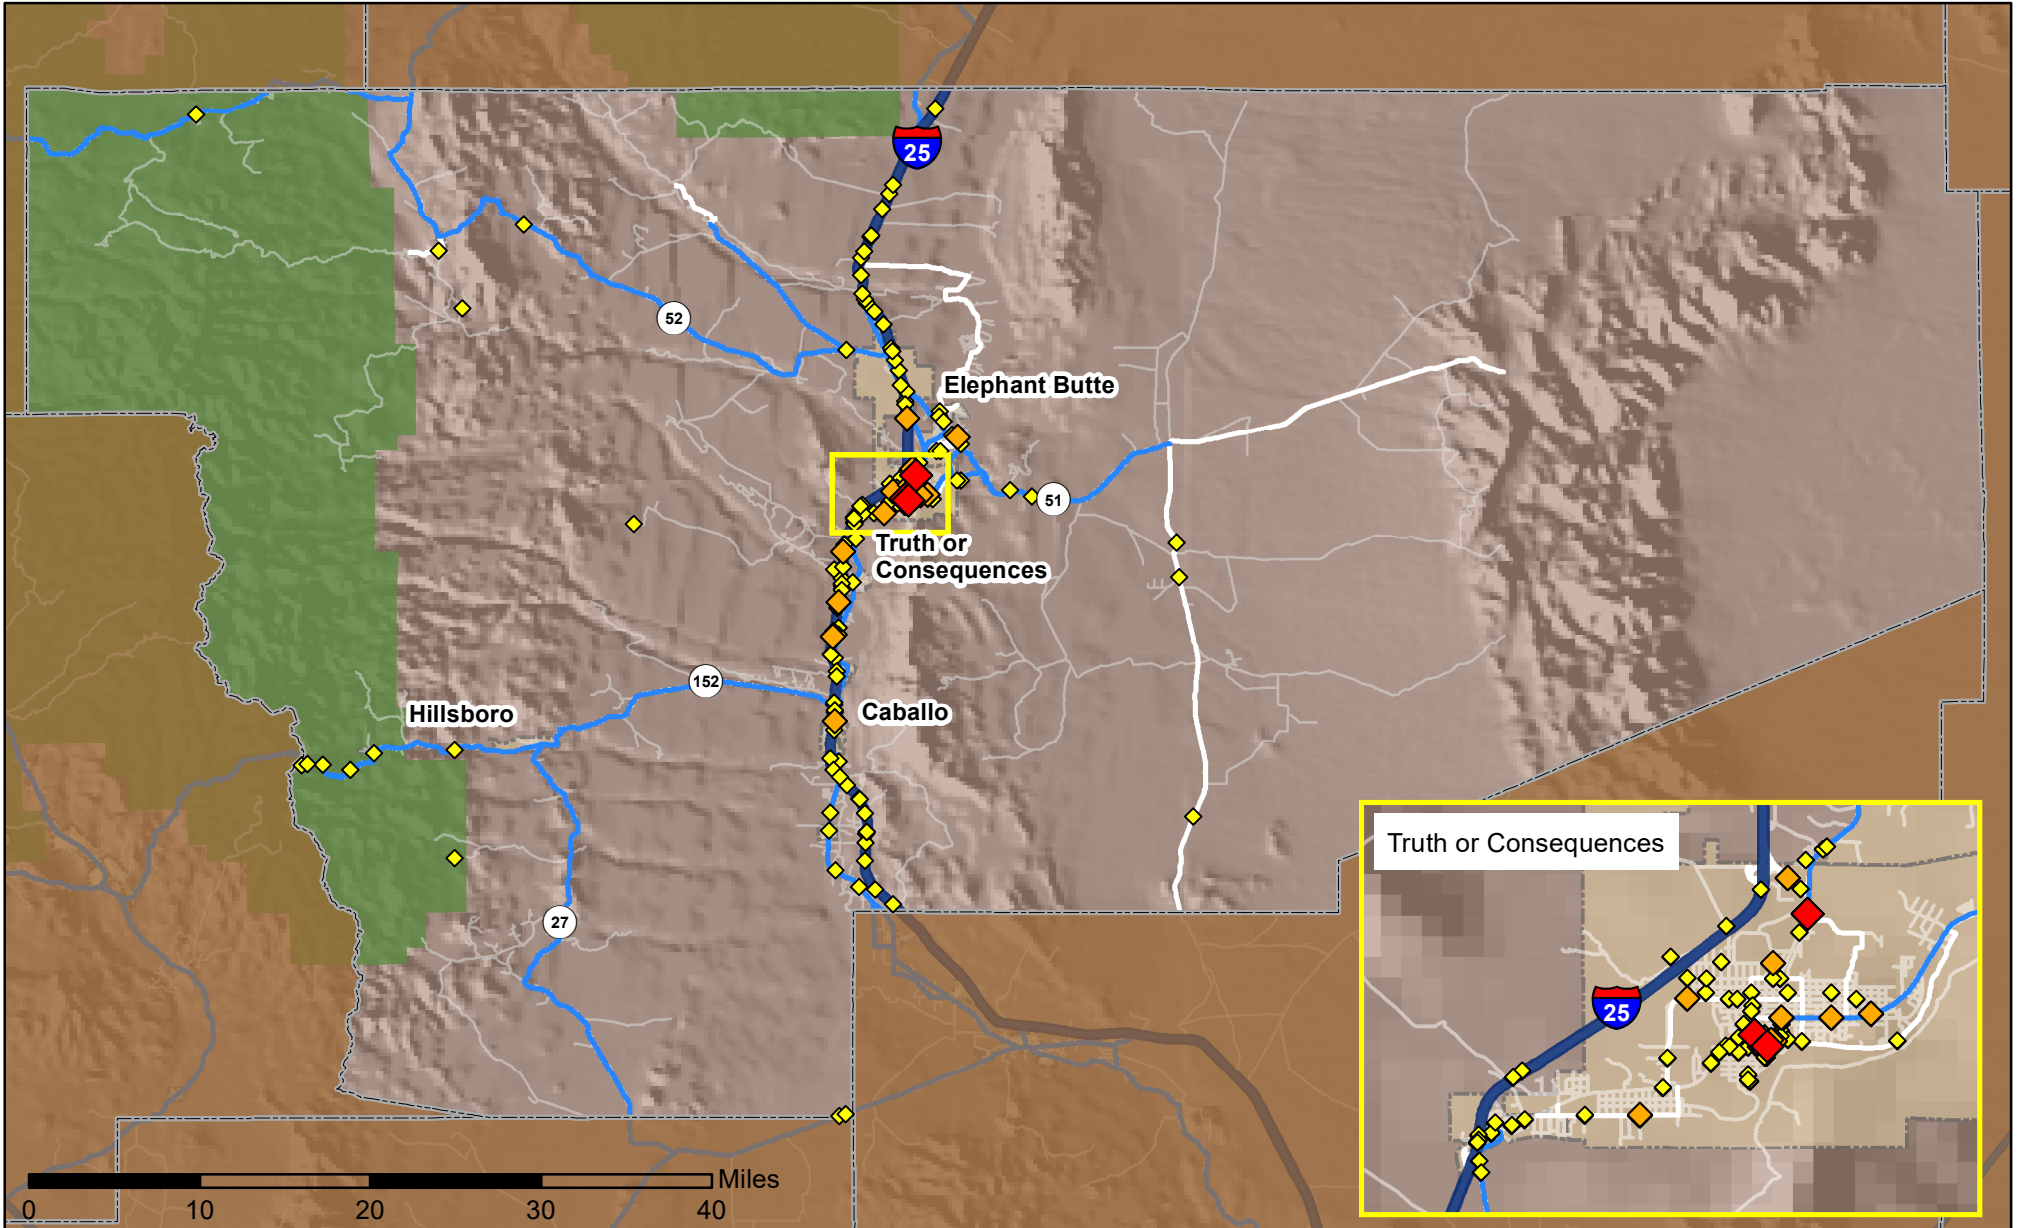 25
52
Elephant Butte
51
Truth or
Consequences
152
Hillsboro
Caballo
Truth or Consequences
27
25
Miles
0 10 20 30 40